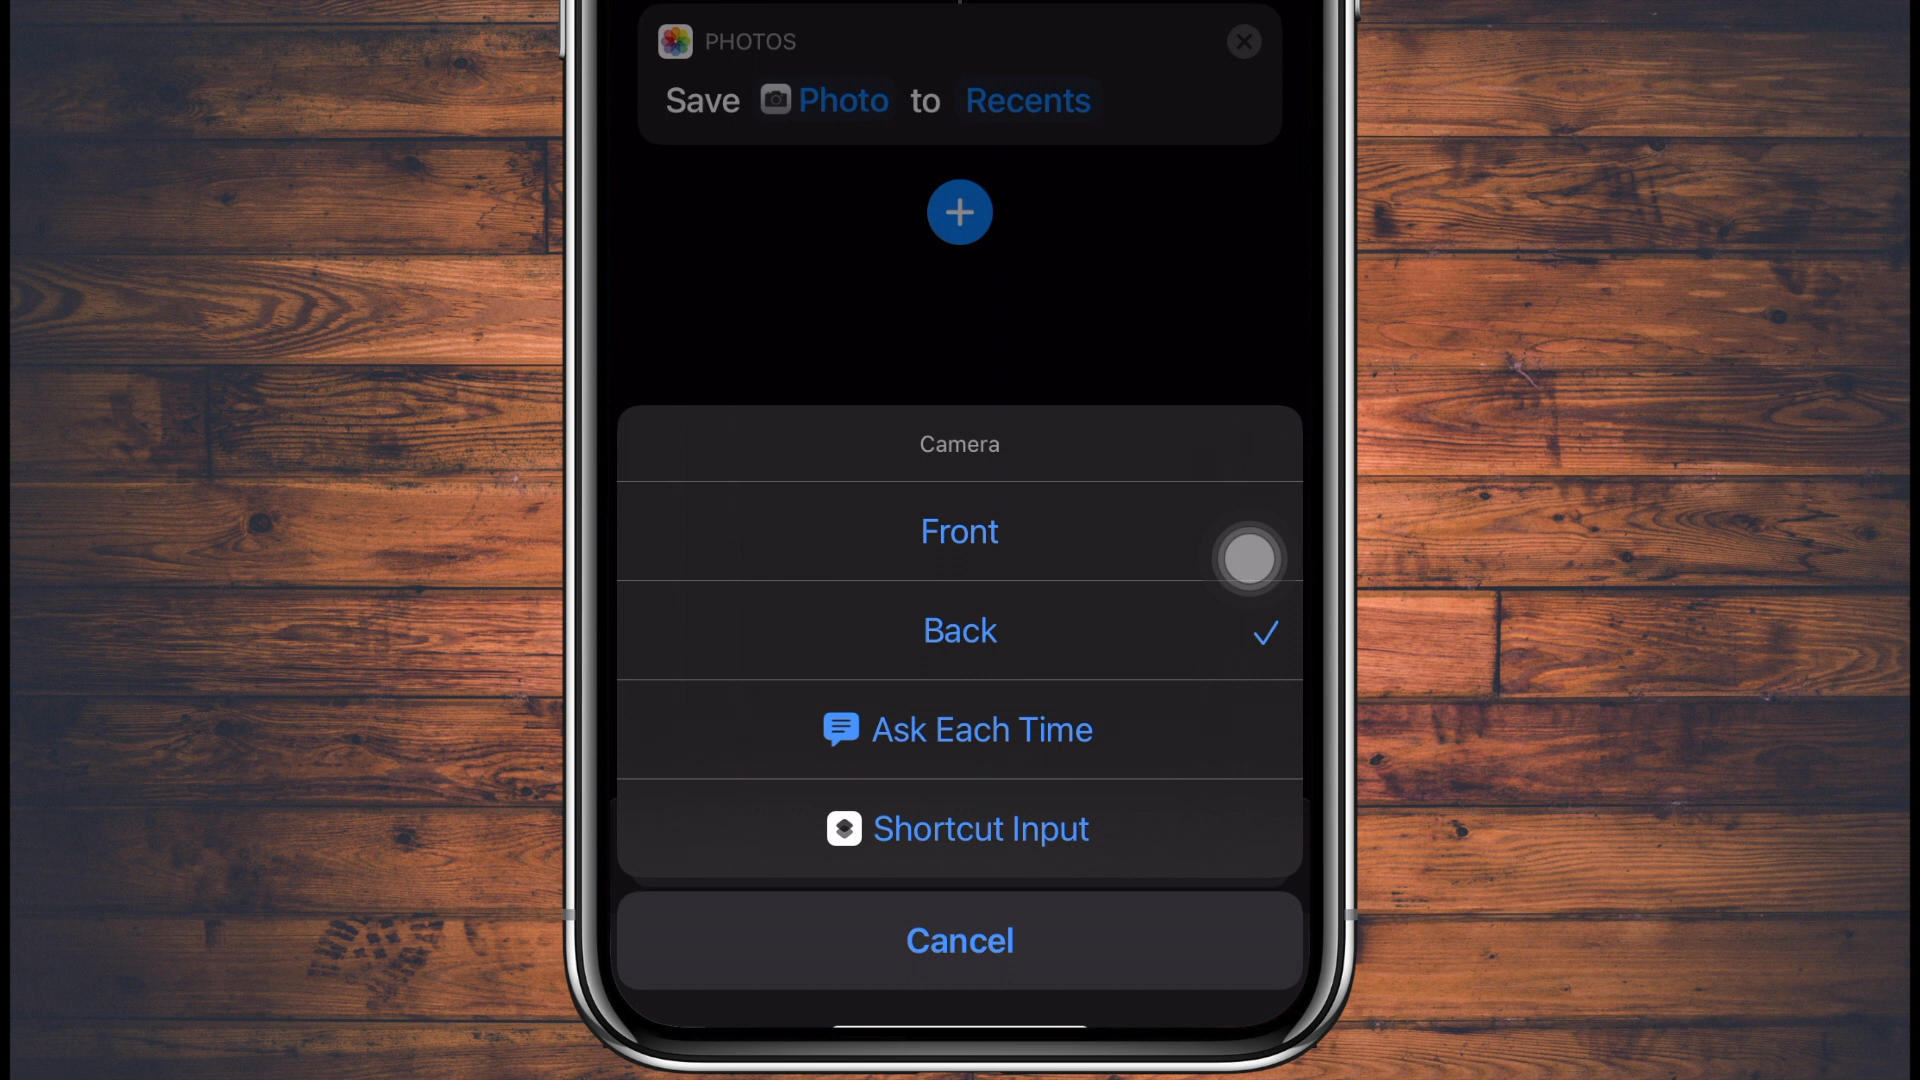 PHOTOS
Save Photo to Recents
Camera
Front
Back
Ask Each Time
Shortcut Input
Cancel